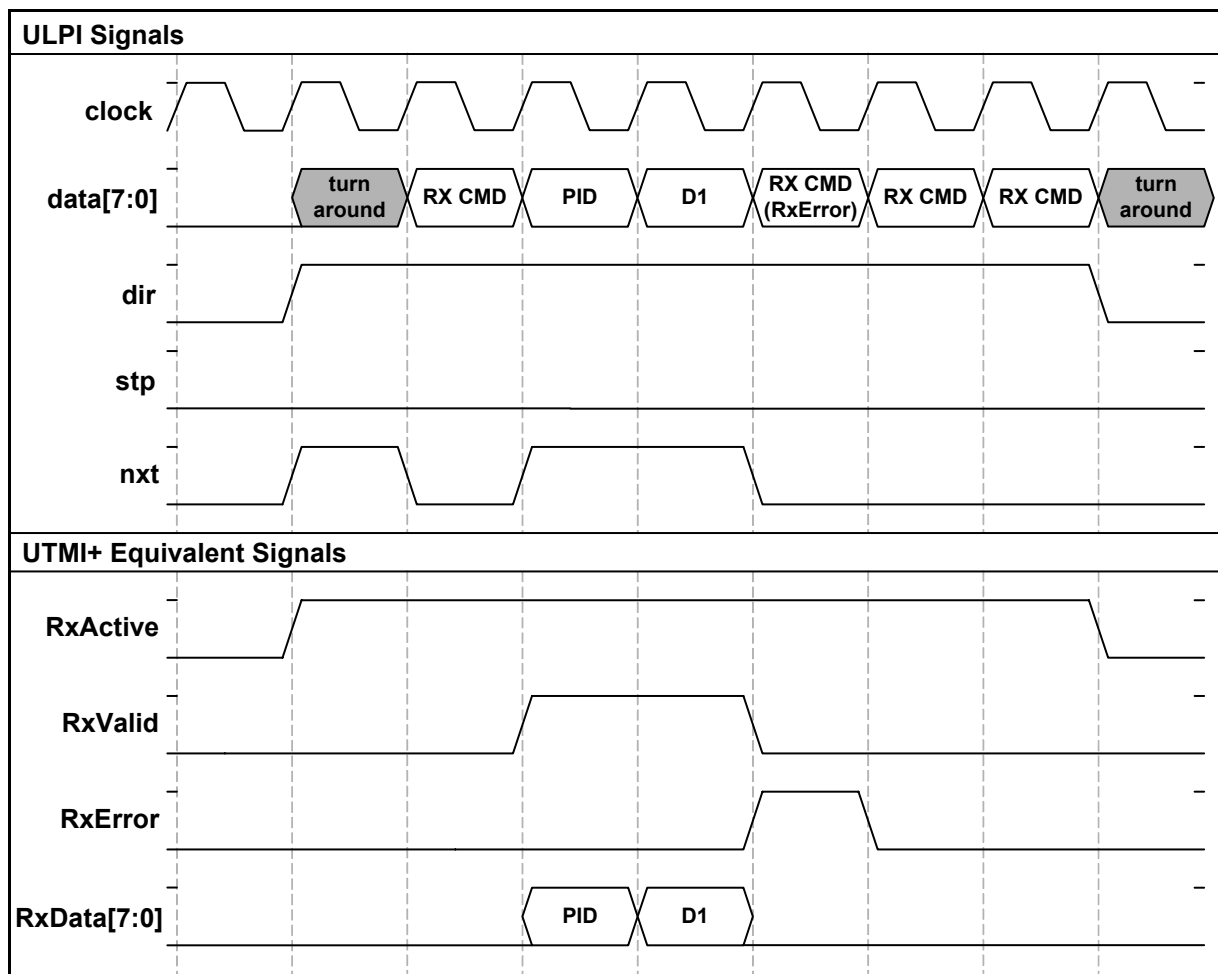 ULPI Signals
clock
data[7:0]
turn
around
RX CMD
PID
D1
RX CMD
(RxError)
RX CMD
RX CMD
turn
around
dir
stp
nxt
UTMI+ Equivalent Signals
RxActive
RxValid
RxError
RxData[7:0]
PID
D1